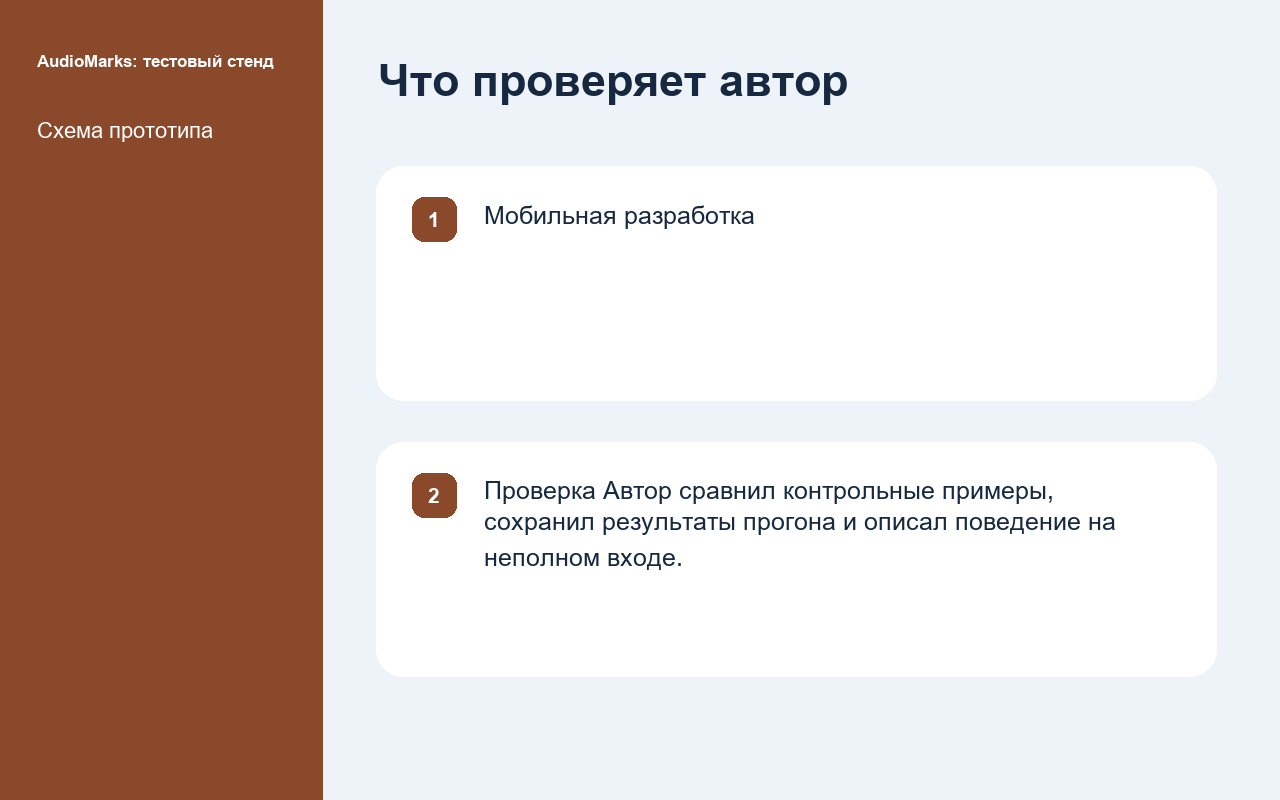 AudioMarks: тестовый стенд
Схема прототипа
Что проверяет автор
1
Мобильная разработка
2
Проверка Автор сравнил контрольные примеры,
сохранил результаты прогона и описал поведение на
неполном входе.